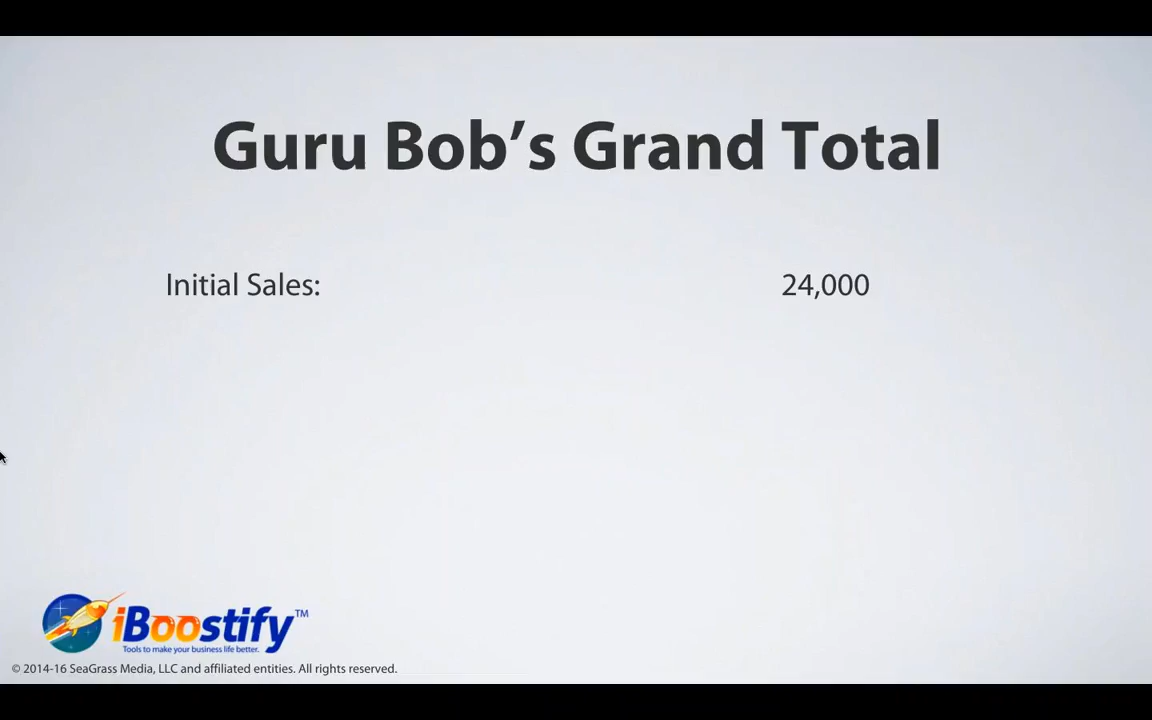 Guru Bob’s Grand Total
Initial Sales: 24,000
iBoostify™
Tools to make your business life better.
© 2014-16 SeaGrass Media, LLC and affiliated entities. All rights reserved.